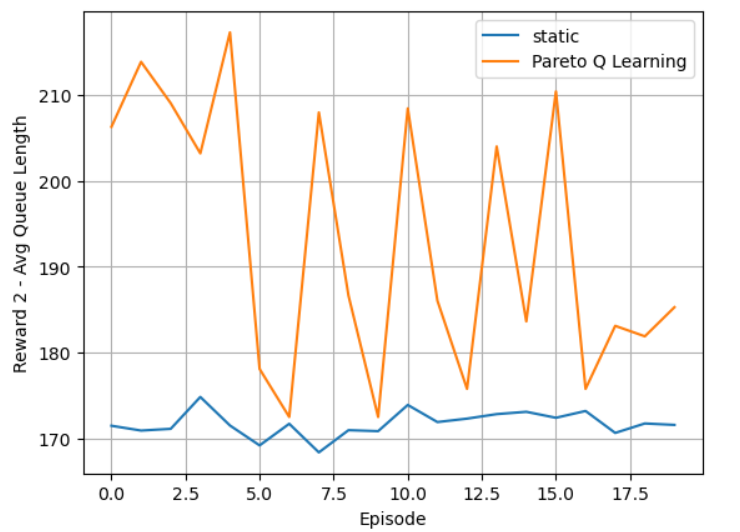 static
Pareto Q Learning
Reward 2 - Avg Queue Length
210
200
190
180
170
0.0 2.5 5.0 7.5 10.0 12.5 15.0 17.5
Episode